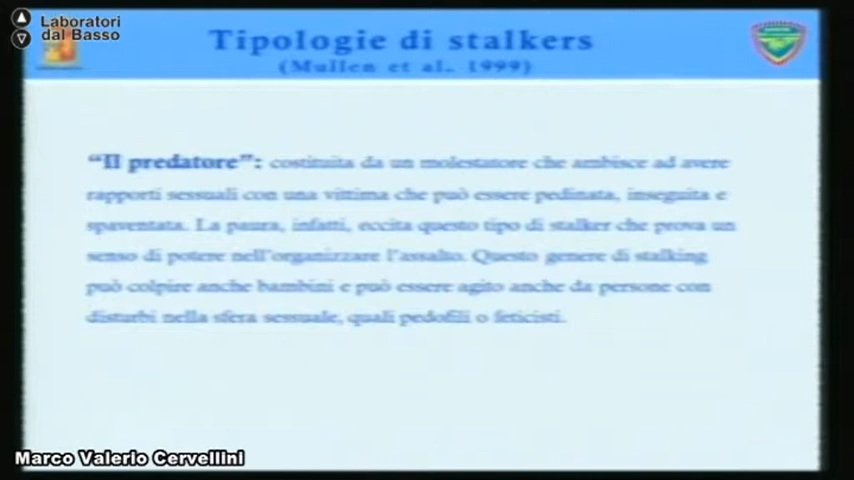 Laboratori
dal Basso
Tipologie di stalkers
(Mullen et al. 1999)
“Il predatore”: costituita da un molestatore che ambisce ad avere
rapporti sessuali con una vittima che può essere pedinata, inseguita e
spaventata. La paura, infatti, eccita questo tipo di stalker che prova un
senso di potere nell’organizzare l’assalto. Questo genere di stalking
può colpire anche bambini e può essere agito anche da persone con
disturbi nella sfera sessuale, quali pedofili o feticisti.
Marco Valerio Cervellini